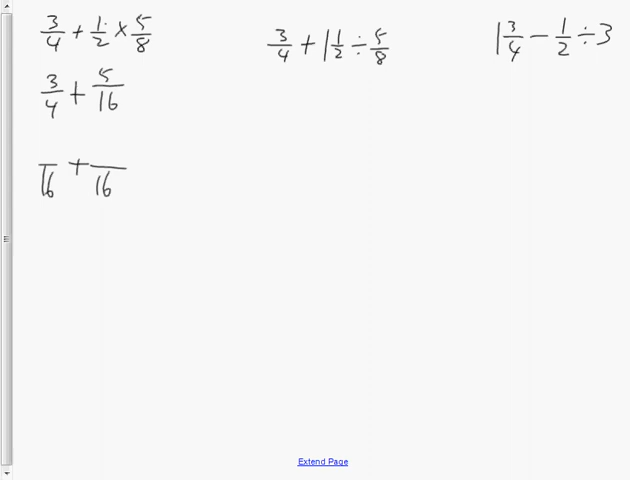 3/4 + 1/2 × 5/8
3/4 + 5/16
/16 + /16
3/4 + 1 1/2 ÷ 5/8
1 3/4 − 1/2 ÷ 3
Extend Page